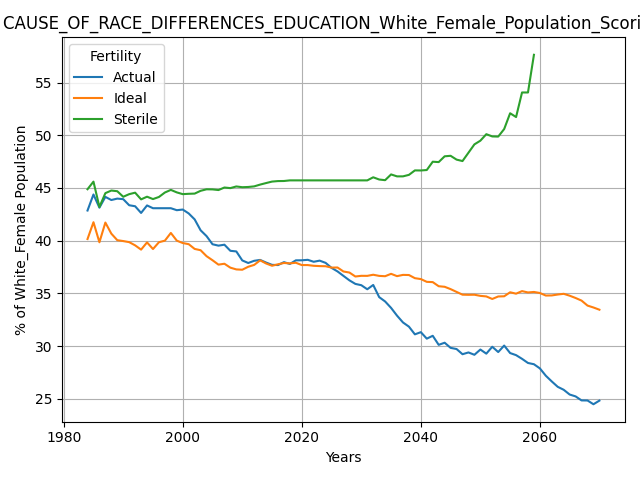 CAUSE_OF_RACE_DIFFERENCES_EDUCATION_White_Female_Population_Scori
Fertility
Actual
Ideal
Sterile
% of White_Female Population
55
50
45
40
35
30
25
1980
2000
2020
2040
2060
Years